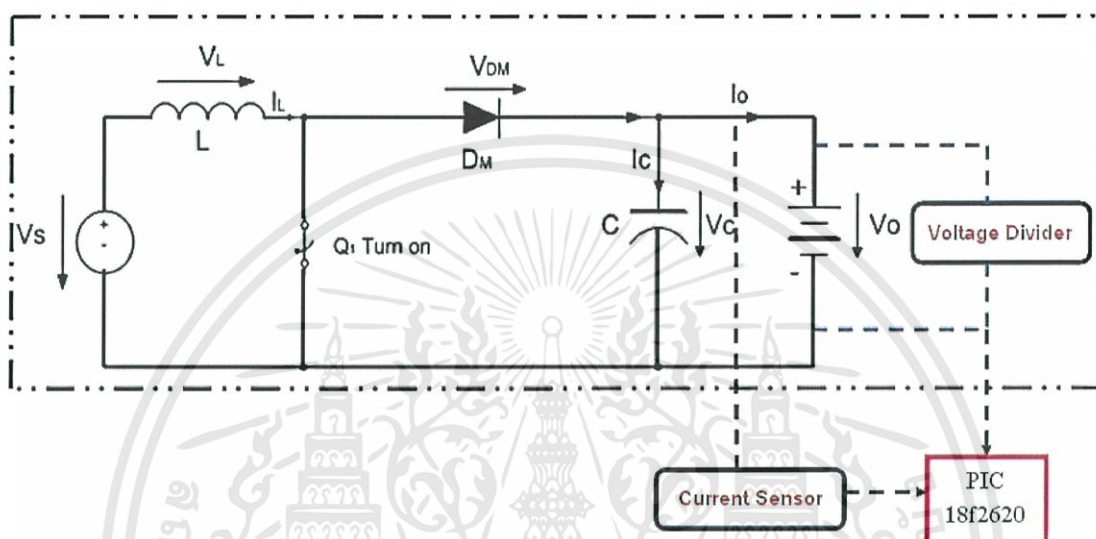 VL
VDM
IL
Io
L
DM
Ic
+
-
Vs
Q1 Turn on
C
Vc
+
-
Vo
Voltage Divider
Current Sensor
PIC
18f2620